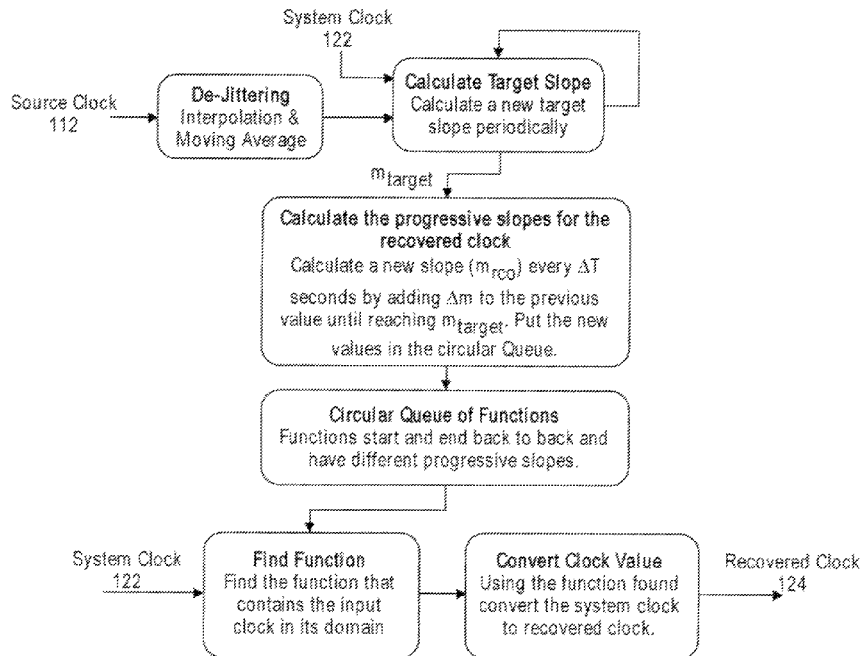 System Clock
122
Source Clock
112
De-Jittering
Interpolation &
Moving Average
Calculate Target Slope
Calculate a new target
slope periodically
m_target
Calculate the progressive slopes for the
recovered clock
Calculate a new slope (m_rco) every ΔT
seconds by adding Δm to the previous
value until reaching m_target. Put the new
values in the circular Queue.
Circular Queue of Functions
Functions start and end back to back and
have different progressive slopes.
System Clock
122
Find Function
Find the function that
contains the input
clock in its domain
Convert Clock Value
Using the function found
convert the system clock
to recovered clock.
Recovered Clock
124